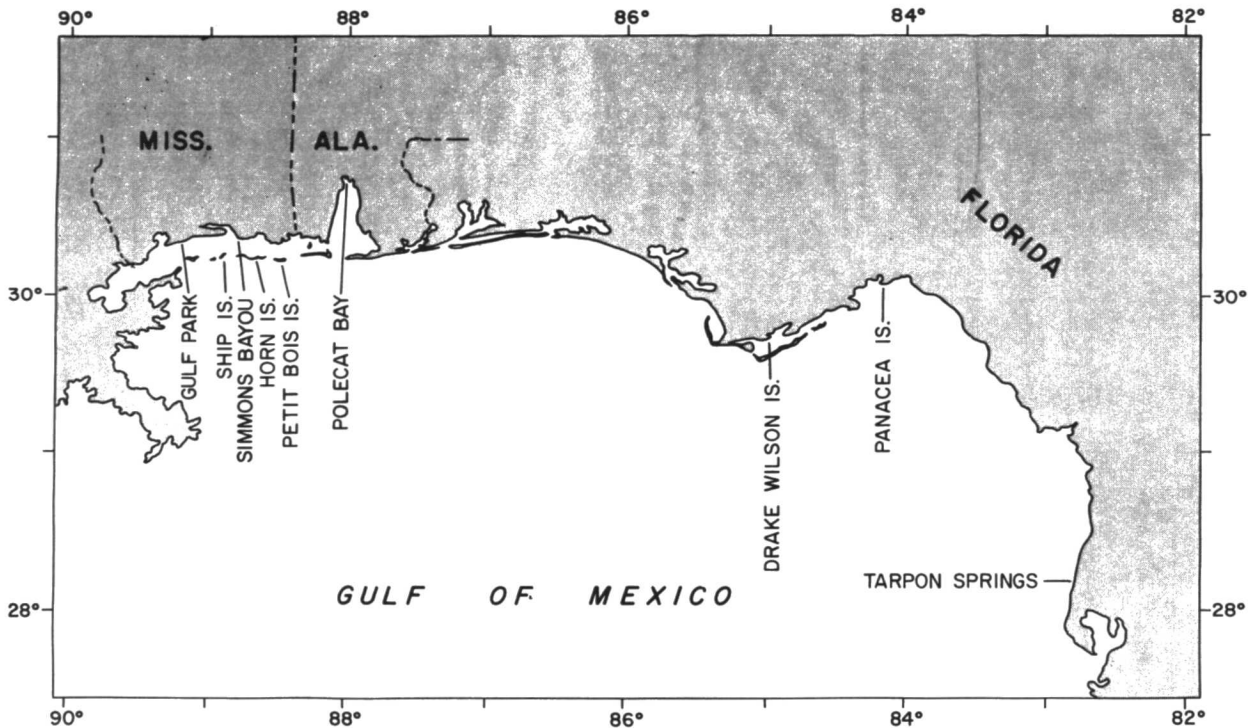 90°
88°
86°
84°
82°
MISS.
ALA.
FLORIDA
30°
30°
GULF PARK
SHIP IS.
SIMMONS BAYOU
HORN IS.
PETIT BOIS IS.
POLECAT BAY
DRAKE WILSON IS.
PANACEA IS.
TARPON SPRINGS
GULF OF MEXICO
28°
28°
90°
88°
86°
84°
82°